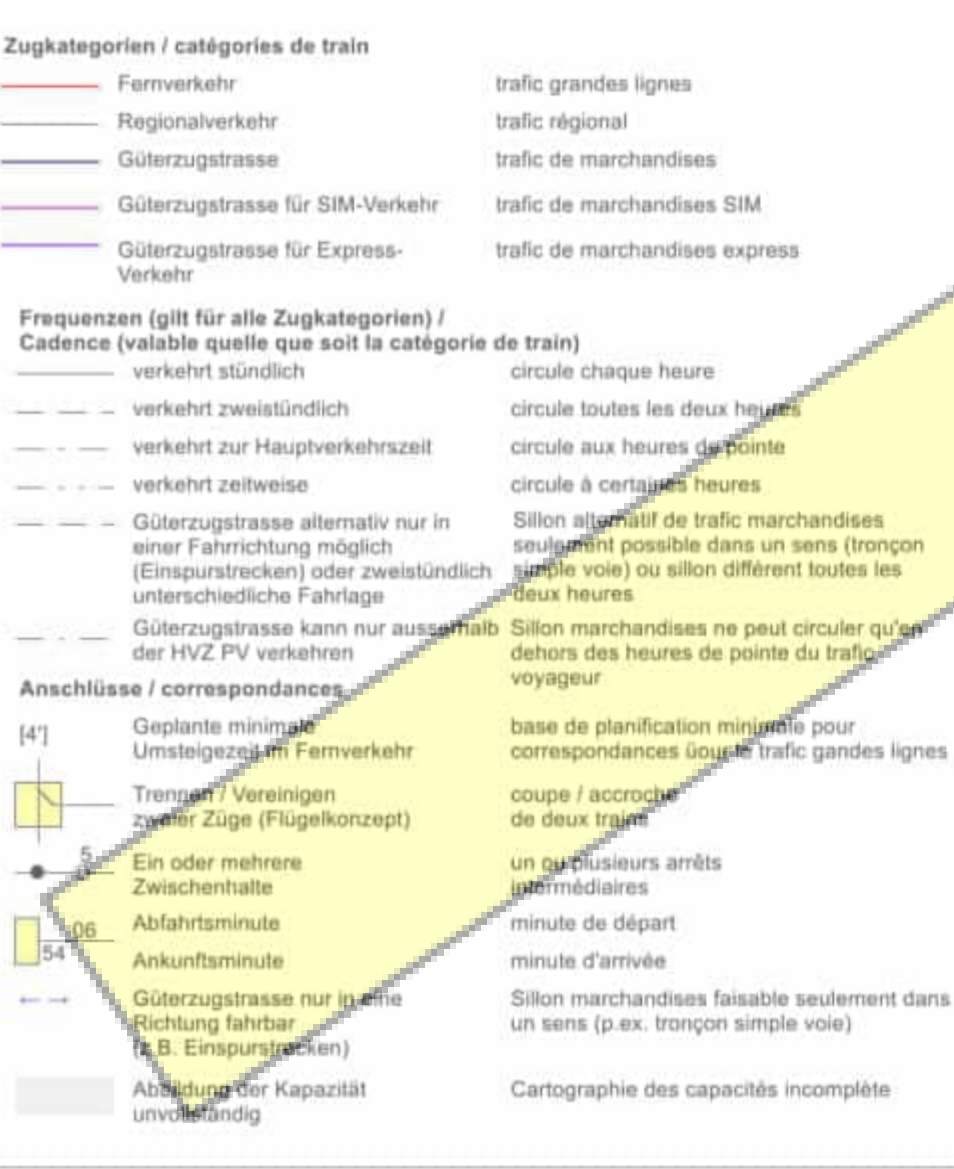 Zugkategorien / catégories de train
Fernverkehr trafic grandes lignes
Regionalverkehr trafic régional
Güterzugstrasse trafic de marchandises
Güterzugstrasse für SIM-Verkehr trafic de marchandises SIM
Güterzugstrasse für Express- trafic de marchandises express
Verkehr
Frequenzen (gilt für alle Zugkategorien) /
Cadence (valable quelle que soit la catégorie de train)
verkehrt stündlich circule chaque heure
verkehrt zweistündlich circule toutes les deux heures
verkehrt zur Hauptverkehrszeit circule aux heures de pointe
verkehrt zeitweise circule à certaines heures
Güterzugstrasse alternativ nur in Sillon alternatif de trafic marchandises
einer Fahrrichtung möglich seulement possible dans un sens (tronçon
(Einspurstrecken) oder zweistündlich simple voie) ou sillon différent toutes les
unterschiedliche Fahrlage deux heures
Güterzugstrasse kann nur ausserhalb Sillon marchandises ne peut circuler qu'en
der HVZ PV verkehren dehors des heures de pointe du trafic
voyageur
Anschlüsse / correspondances
[4'] Geplante minimale base de planification minimale pour
Umsteigezeit im Fernverkehr correspondances üour le trafic gandes lignes
Trennen / Vereinigen coupe / accroche
zweier Züge (Flügelkonzept) de deux trains
5 Ein oder mehrere un ou plusieurs arrêts
Zwischenhalte intermédiaires
06 Abfahrtsminute minute de départ
54 Ankunftsminute minute d'arrivée
Güterzugstrasse nur in eine Sillon marchandises faisable seulement dans
Richtung fahrbar un sens (p.ex. tronçon simple voie)
(z.B. Einspurstrecken)
Abbildung der Kapazität Cartographie des capacités incomplète
unvollständig